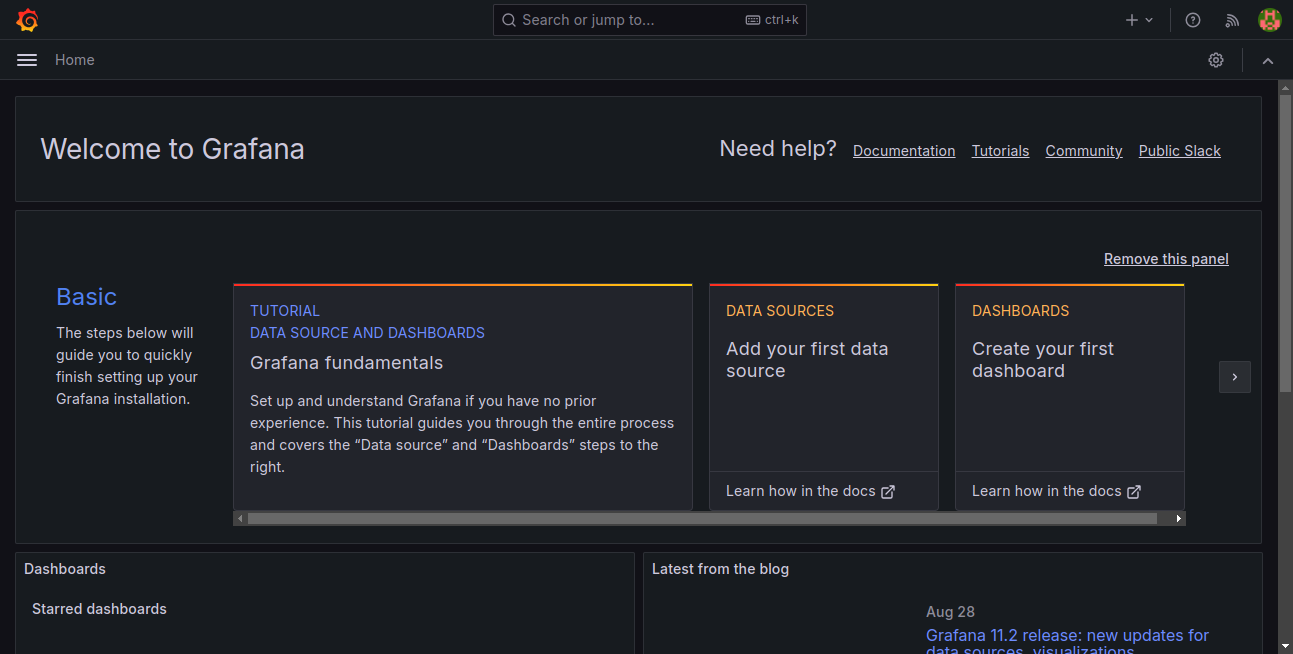 Search or jump to...
ctrl+k
Home
Welcome to Grafana
Need help?
Documentation
Tutorials
Community
Public Slack
Remove this panel
Basic
The steps below will
guide you to quickly
finish setting up your
Grafana installation.
TUTORIAL
DATA SOURCE AND DASHBOARDS
Grafana fundamentals
Set up and understand Grafana if you have no prior
experience. This tutorial guides you through the entire process
and covers the “Data source” and “Dashboards” steps to the
right.
DATA SOURCES
Add your first data
source
Learn how in the docs
DASHBOARDS
Create your first
dashboard
Learn how in the docs
Dashboards
Starred dashboards
Latest from the blog
Aug 28
Grafana 11.2 release: new updates for
data sources, visualizations